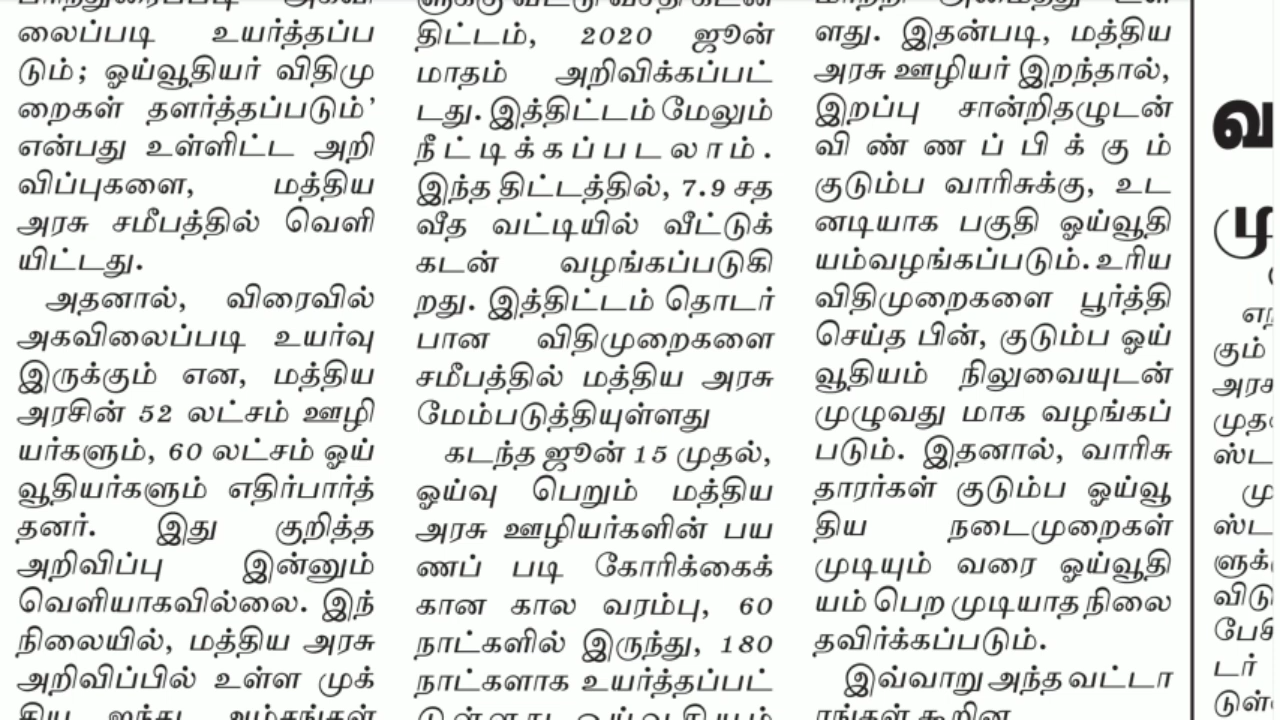 லைப்படி உயர்த்தப்ப
டும்; ஓய்வூதியர் விதிமு
றைகள் தளர்த்தப்படும்'
என்பது உள்ளிட்ட அறி
விப்புகளை, மத்திய
அரசு சமீபத்தில் வெளி
யிட்டது.
அதனால், விரைவில்
அகவிலைப்படி உயர்வு
இருக்கும் என, மத்திய
அரசின் 52 லட்சம் ஊழி
யர்களும், 60 லட்சம் ஓய்
வூதியர்களும் எதிர்பார்த்
தனர். இது குறித்த
அறிவிப்பு இன்னும்
வெளியாகவில்லை. இந்
நிலையில், மத்திய அரசு
அறிவிப்பில் உள்ள முக்
திட்டம், 2020 ஜூன்
மாதம் அறிவிக்கப்பட்
டது. இத்திட்டம் மேலும்
நீட்டிக்கப்படலாம்.
இந்த திட்டத்தில், 7.9 சத
வீத வட்டியில் வீட்டுக்
கடன் வழங்கப்படுகி
றது. இத்திட்டம் தொடர்
பான விதிமுறைகளை
சமீபத்தில் மத்திய அரசு
மேம்படுத்தியுள்ளது
கடந்த ஜூன் 15 முதல்,
ஓய்வு பெறும் மத்திய
அரசு ஊழியர்களின் பய
ணப் படி கோரிக்கைக்
கான கால வரம்பு, 60
நாட்களில் இருந்து, 180
நாட்களாக உயர்த்தப்பட்
ளது. இதன்படி, மத்திய
அரசு ஊழியர் இறந்தால்,
இறப்பு சான்றிதழுடன்
விண்ணப்பிக்கும்
குடும்ப வாரிசுக்கு, உட
னடியாக பகுதி ஓய்வூதி
யம்வழங்கப்படும். உரிய
விதிமுறைகளை பூர்த்தி
செய்த பின், குடும்ப ஓய்
வூதியம் நிலுவையுடன்
முழுவது மாக வழங்கப்
படும். இதனால், வாரிசு
தாரர்கள் குடும்ப ஓய்வூ
திய நடைமுறைகள்
முடியும் வரை ஓய்வூதி
யம் பெற முடியாத நிலை
தவிர்க்கப்படும்.
இவ்வாறு அந்த வட்டா
ரங்கள் கூறின.